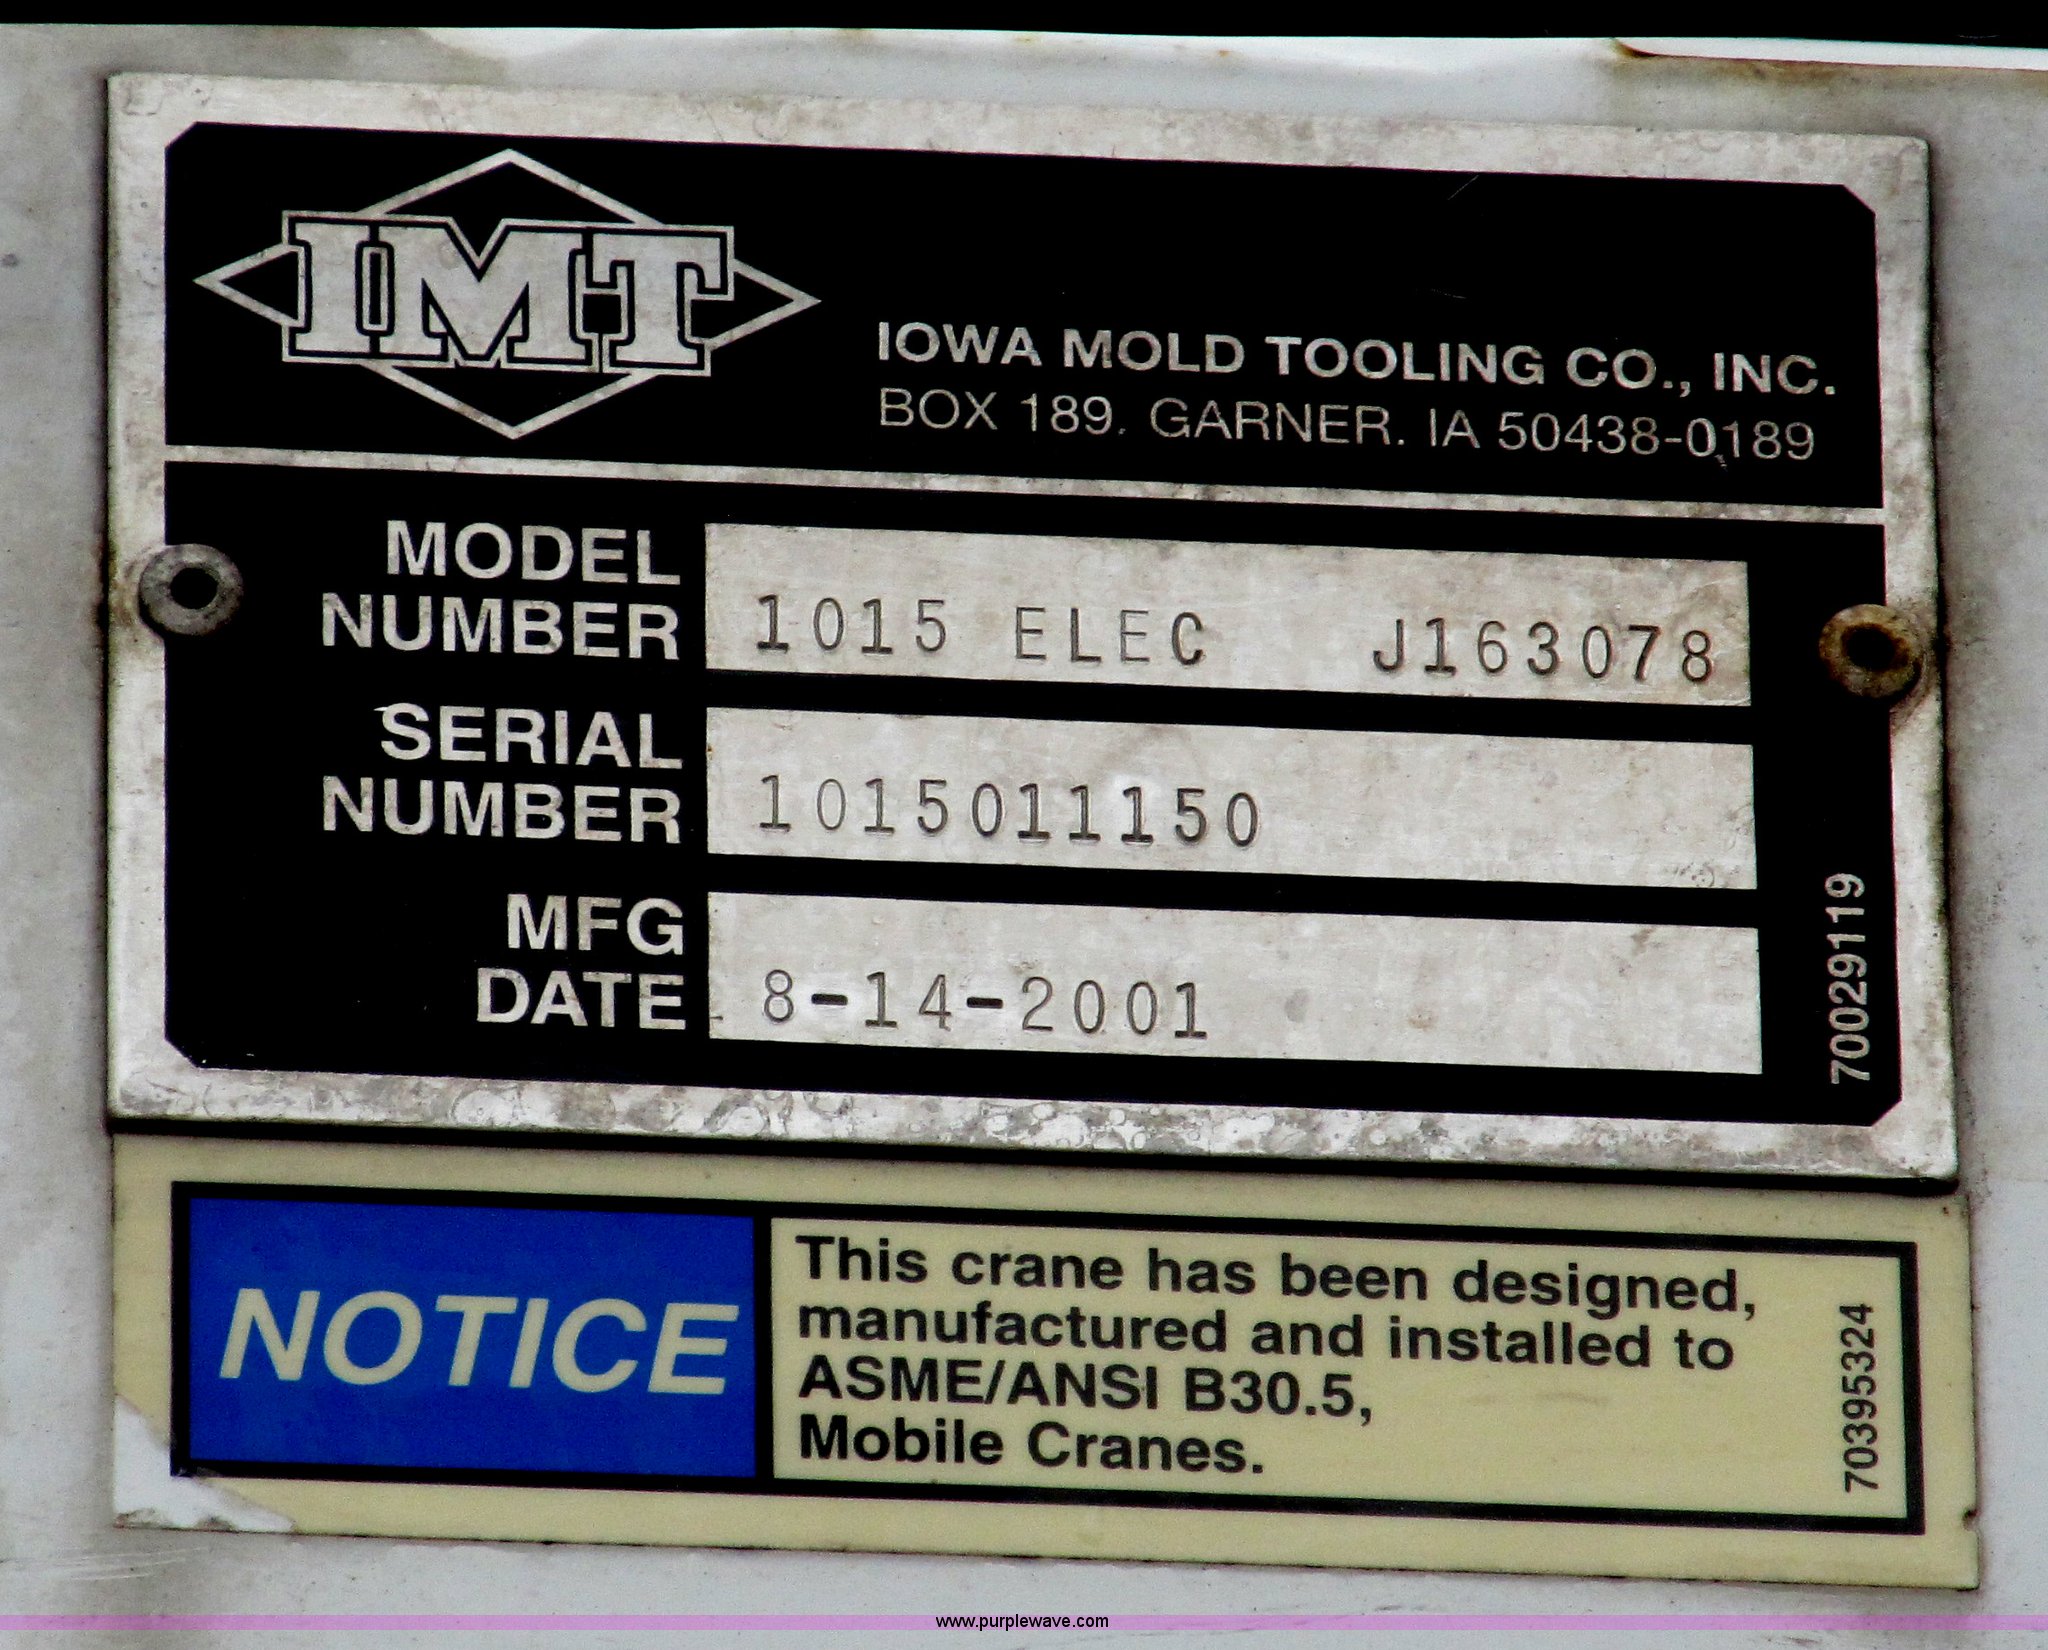 IMT
IOWA MOLD TOOLING CO., INC.
BOX 189. GARNER. IA 50438-0189
MODEL
NUMBER
1015 ELEC J163078
SERIAL
NUMBER
1015011150
MFG
DATE
8-14-2001
70029119
NOTICE
This crane has been designed,
manufactured and installed to
ASME/ANSI B30.5,
Mobile Cranes.
70395324
www.purplewave.com